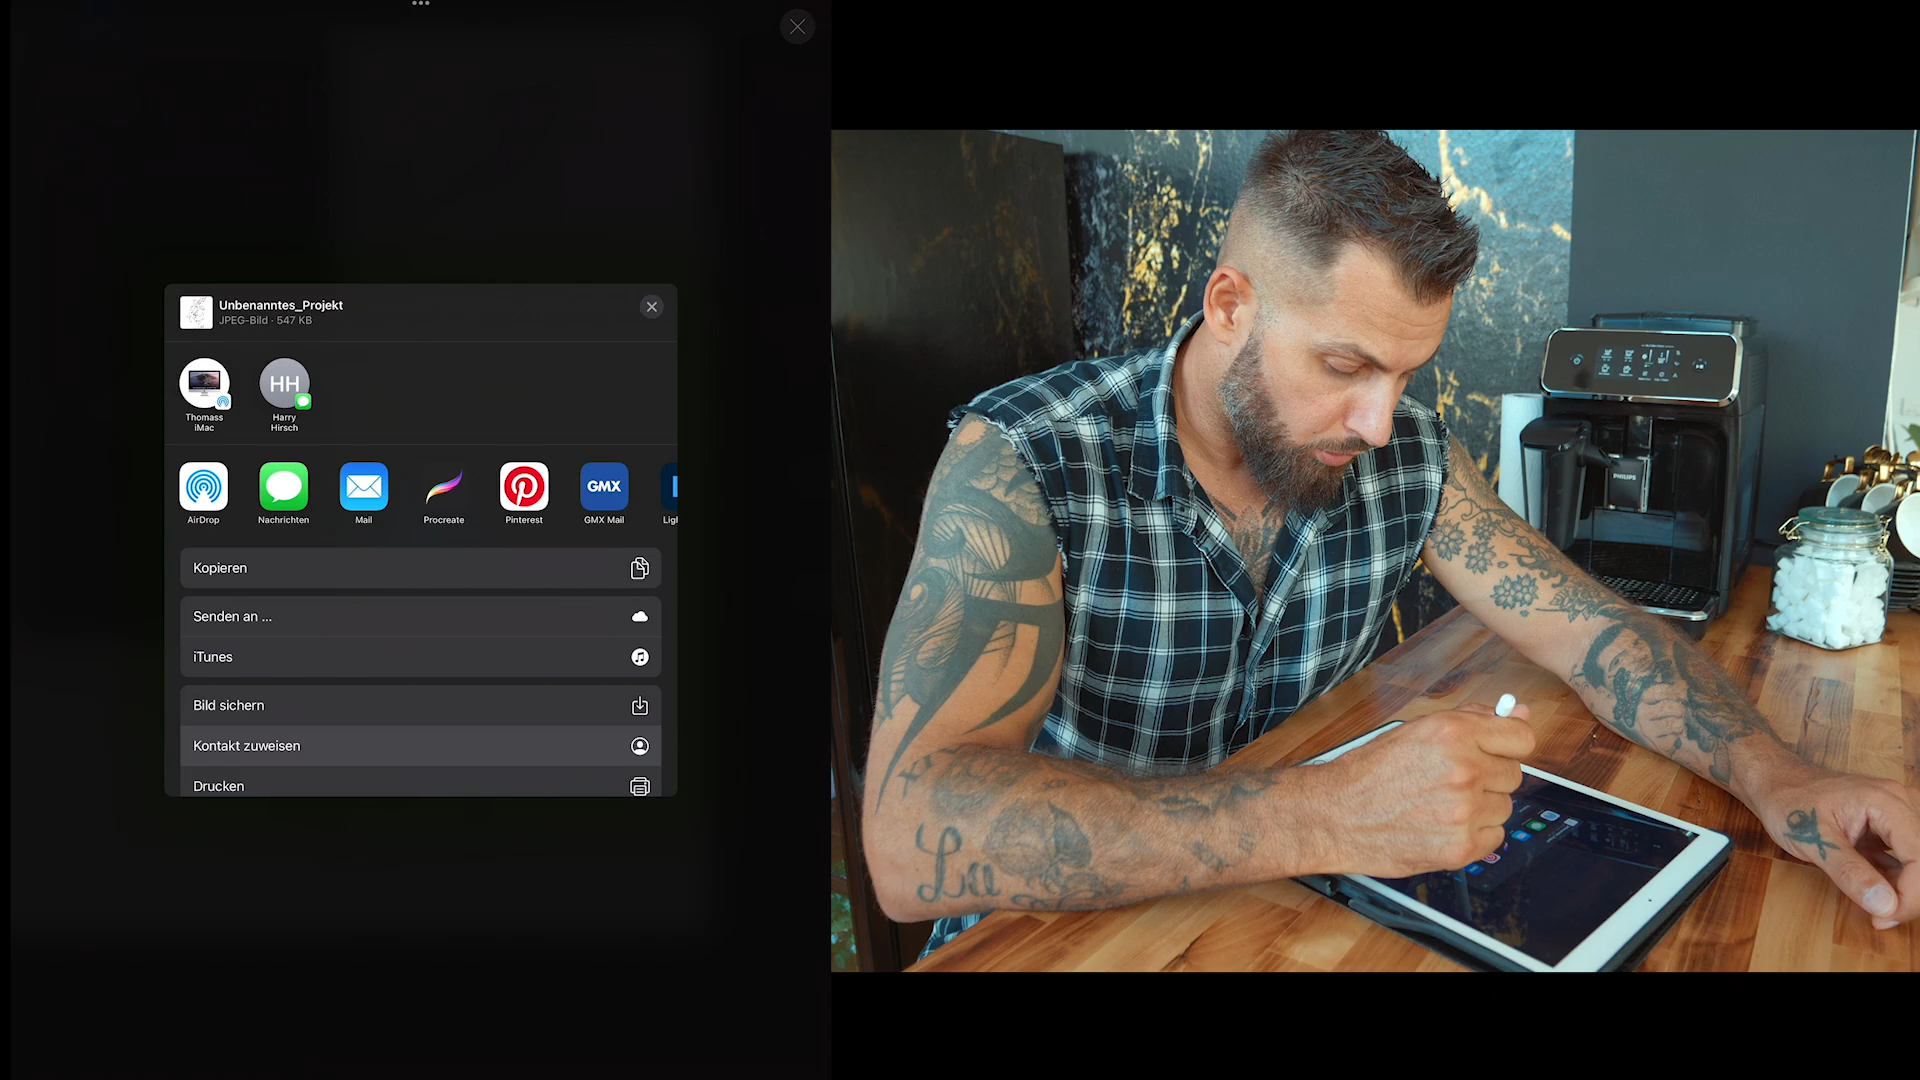 Unbenanntes_Projekt
JPEG-Bild · 547 KB
Thomass
iMac
HH
Harry
Hirsch
AirDrop
Nachrichten
Mail
Procreate
Pinterest
GMX
GMX Mail
Kopieren
Senden an ...
iTunes
Bild sichern
Kontakt zuweisen
Drucken
PHILIPS